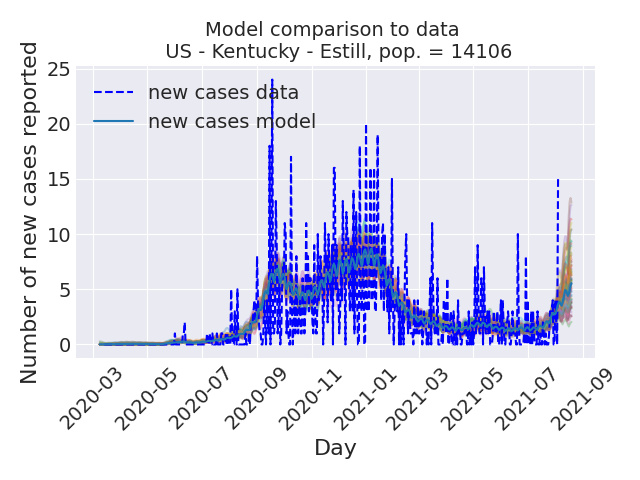 Model comparison to data
US - Kentucky - Estill, pop. = 14106
Number of new cases reported
25
20
15
10
5
0
new cases data
new cases model
2020-03
2020-05
2020-07
2020-09
2020-11
2021-01
2021-03
2021-05
2021-07
2021-09
Day